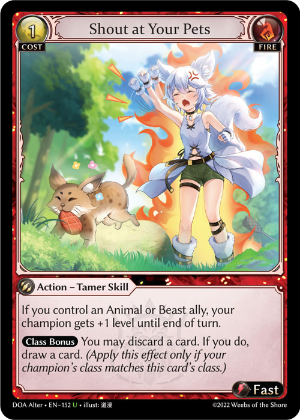 1
COST
Shout at Your Pets
FIRE
Action – Tamer Skill
If you control an Animal or Beast ally, your
champion gets +1 level until end of turn.
Class Bonus You may discard a card. If you do,
draw a card. (Apply this effect only if your
champion's class matches this card's class.)
Fast
DOA Alter • EN-152 U • illust:
©2022 Weebs of the Shore